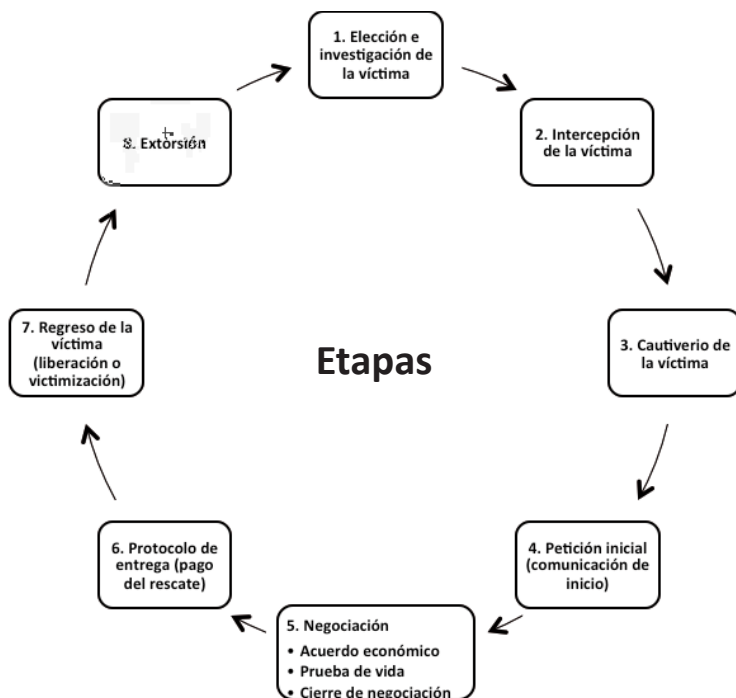 1. Elección e
investigación de
la víctima
2. Intercepción
de la víctima
3. Cautiverio de
la víctima
4. Petición inicial
(comunicación de
inicio)
5. Negociación
• Acuerdo económico
• Prueba de vida
• Cierre de negociación
6. Protocolo de
entrega (pago
del rescate)
7. Regreso de la
víctima
(liberación o
victimización)
8. Extorsión
Etapas